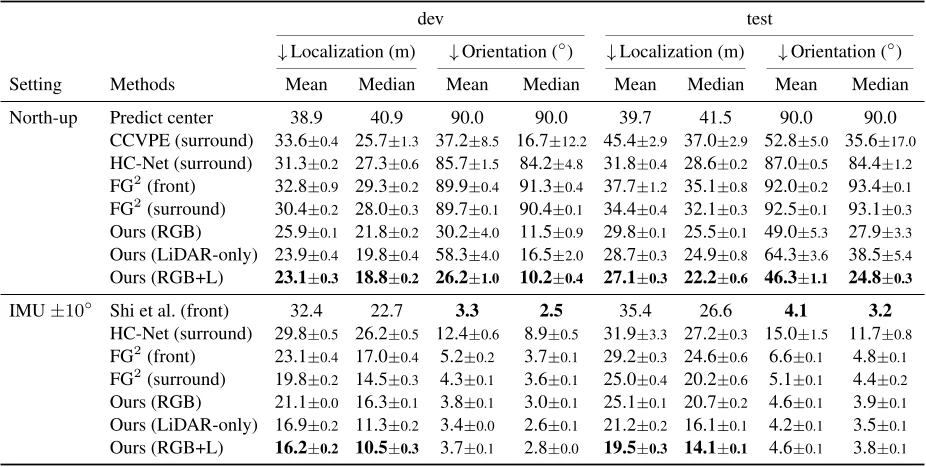 dev test
↓Localization (m) ↓Orientation (°) ↓Localization (m) ↓Orientation (°)
Setting Methods Mean Median Mean Median Mean Median Mean Median
North-up Predict center 38.9 40.9 90.0 90.0 39.7 41.5 90.0 90.0
CCVPE (surround) 33.6±0.4 25.7±1.3 37.2±8.5 16.7±12.2 45.4±2.9 37.0±2.9 52.8±5.0 35.6±17.0
HC-Net (surround) 31.3±0.2 27.3±0.6 85.7±1.5 84.2±4.8 31.8±0.4 28.6±0.2 87.0±0.5 84.4±1.2
FG² (front) 32.8±0.9 29.3±0.2 89.9±0.4 91.3±0.4 37.7±1.2 35.1±0.8 92.0±0.2 93.4±0.1
FG² (surround) 30.4±0.2 28.0±0.3 89.7±0.1 90.4±0.1 34.4±0.4 32.1±0.3 92.5±0.1 93.1±0.3
Ours (RGB) 25.9±0.1 21.8±0.2 30.2±4.0 11.5±0.9 29.8±0.1 25.5±0.1 49.0±5.3 27.9±3.3
Ours (LiDAR-only) 23.9±0.4 19.8±0.4 58.3±4.0 16.5±2.0 28.7±0.3 24.9±0.8 64.3±3.6 38.5±5.4
Ours (RGB+L) 23.1±0.3 18.8±0.2 26.2±1.0 10.2±0.4 27.1±0.3 22.2±0.6 46.3±1.1 24.8±0.3
IMU ±10° Shi et al. (front) 32.4 22.7 3.3 2.5 35.4 26.6 4.1 3.2
HC-Net (surround) 29.8±0.5 26.2±0.5 12.4±0.6 8.9±0.5 31.9±3.3 27.2±0.3 15.0±1.5 11.7±0.8
FG² (front) 23.1±0.4 17.0±0.4 5.2±0.2 3.7±0.1 29.2±0.3 24.6±0.6 6.6±0.1 4.8±0.1
FG² (surround) 19.8±0.2 14.5±0.3 4.3±0.1 3.6±0.1 25.0±0.4 20.2±0.6 5.1±0.1 4.4±0.2
Ours (RGB) 21.1±0.0 16.3±0.1 3.8±0.1 3.0±0.1 25.1±0.1 20.7±0.2 4.6±0.1 3.9±0.1
Ours (LiDAR-only) 16.9±0.2 11.3±0.2 3.4±0.0 2.6±0.1 21.2±0.2 16.1±0.1 4.2±0.1 3.5±0.1
Ours (RGB+L) 16.2±0.2 10.5±0.3 3.7±0.1 2.8±0.0 19.5±0.3 14.1±0.1 4.6±0.1 3.8±0.1